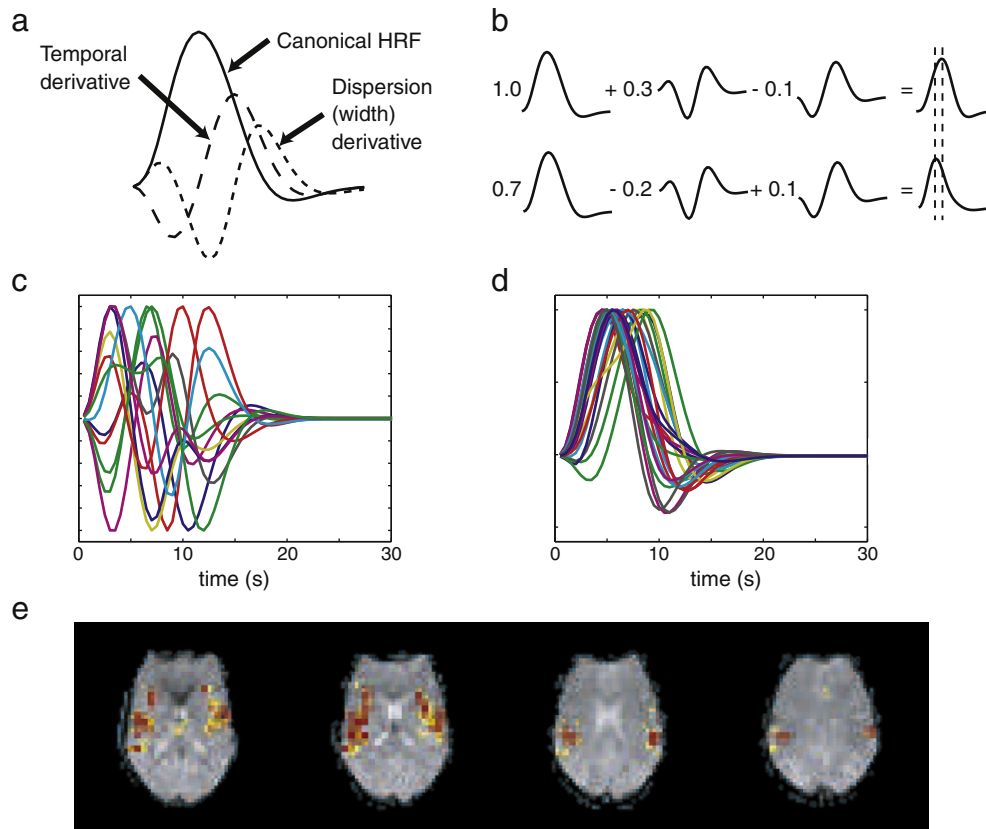 a
Temporal
derivative
Canonical HRF
Dispersion
(width)
derivative
b
1.0 + 0.3 - 0.1 =
0.7 - 0.2 + 0.1 =
c
0 10 20 30
time (s)
d
0 10 20 30
time (s)
e